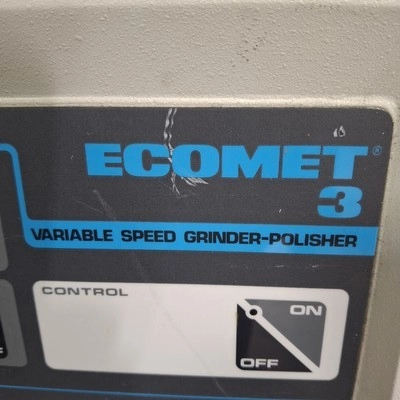 ECOMET®
3
VARIABLE SPEED GRINDER-POLISHER
CONTROL
ON
OFF